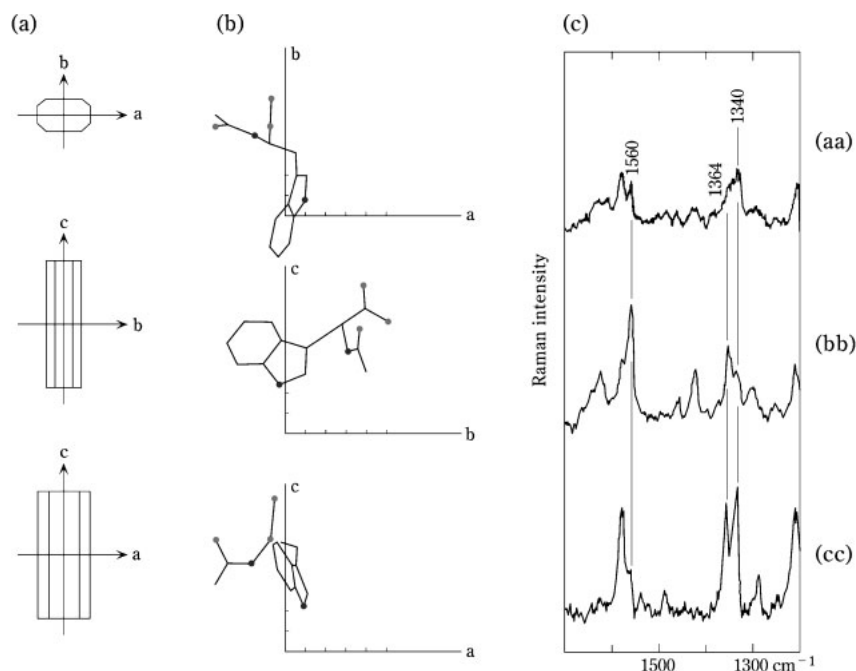 (a)
b
a
c
b
c
a
(b)
b
a
c
b
c
a
(c)
1560
1364
1340
(aa)
(bb)
(cc)
Raman intensity
1500
1300 cm−1